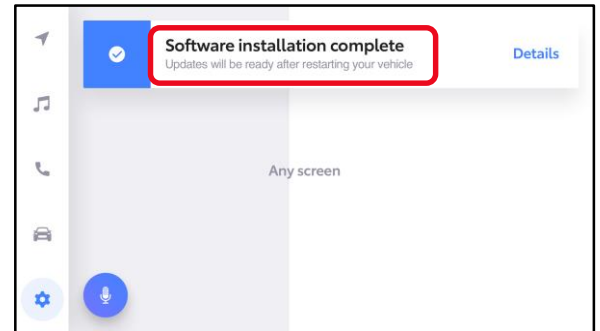 Software installation complete
Updates will be ready after restarting your vehicle
Details
Any screen